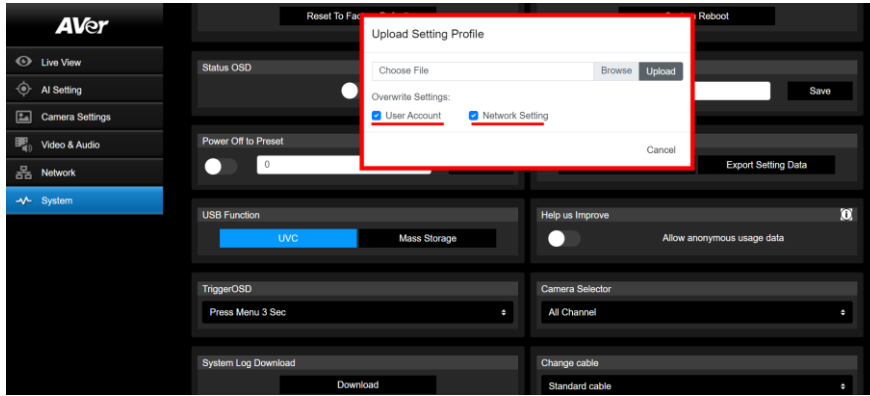 AVer
Live View
AI Setting
Camera Settings
Video & Audio
Network
System
Reset To
Reboot
Upload Setting Profile
Choose File
Browse
Upload
Overwrite Settings:
User Account
Network Setting
Cancel
Status OSD
Save
Power Off to Preset
0
Export Setting Data
USB Function
UVC
Mass Storage
Help us Improve
Allow anonymous usage data
TriggerOSD
Press Menu 3 Sec
Camera Selector
All Channel
System Log Download
Download
Change cable
Standard cable